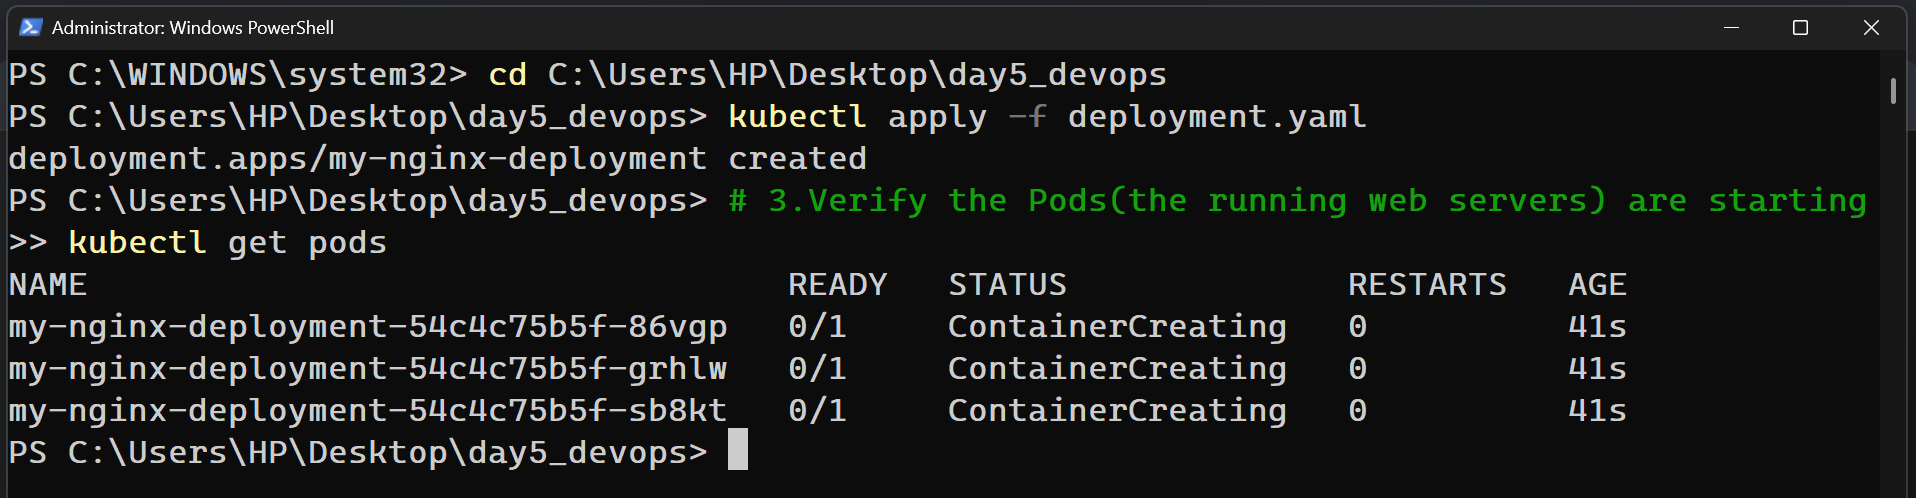 Administrator: Windows PowerShell
PS C:\WINDOWS\system32> cd C:\Users\HP\Desktop\day5_devops
PS C:\Users\HP\Desktop\day5_devops> kubectl apply -f deployment.yaml
deployment.apps/my-nginx-deployment created
PS C:\Users\HP\Desktop\day5_devops> # 3.Verify the Pods(the running web servers) are starting
>> kubectl get pods
NAME                                   READY   STATUS              RESTARTS   AGE
my-nginx-deployment-54c4c75b5f-86vgp   0/1     ContainerCreating   0          41s
my-nginx-deployment-54c4c75b5f-grhlw   0/1     ContainerCreating   0          41s
my-nginx-deployment-54c4c75b5f-sb8kt   0/1     ContainerCreating   0          41s
PS C:\Users\HP\Desktop\day5_devops>